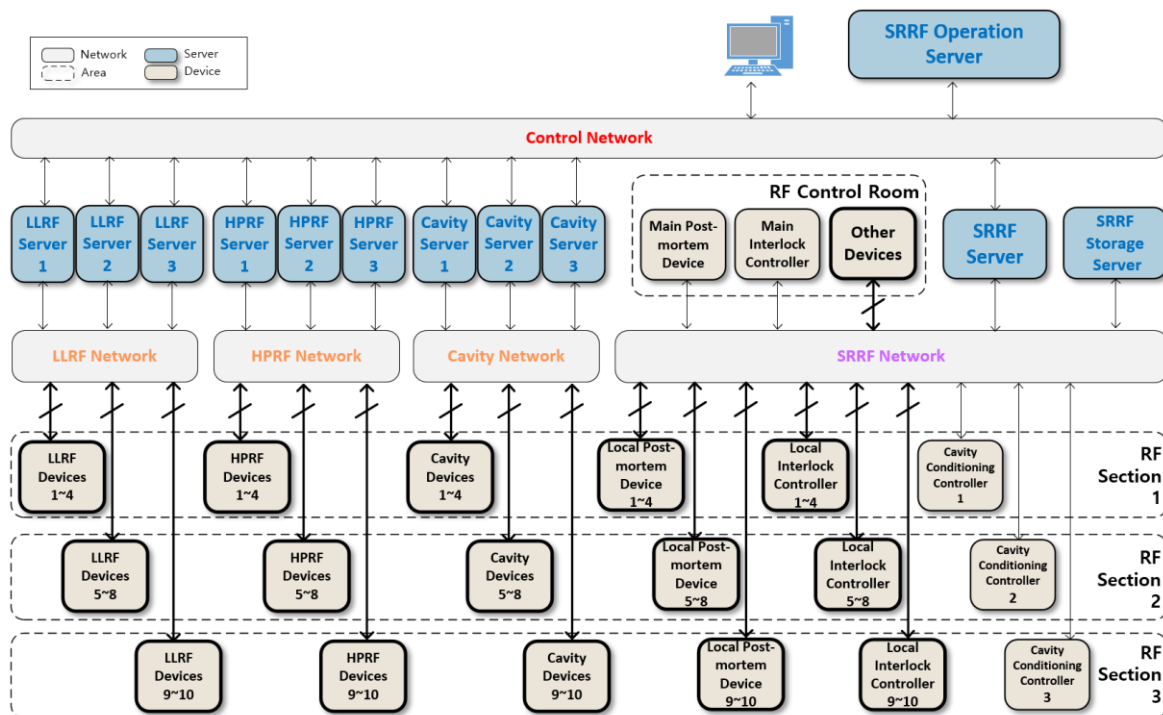 Network
Server
Area
Device
SRRF Operation
Server
Control Network
LLRF
Server
1
LLRF
Server
2
LLRF
Server
3
HPRF
Server
1
HPRF
Server
2
HPRF
Server
3
Cavity
Server
1
Cavity
Server
2
Cavity
Server
3
RF Control Room
Main Post-
mortem
Device
Main
Interlock
Controller
Other
Devices
SRRF
Server
SRRF
Storage
Server
LLRF Network
HPRF Network
Cavity Network
SRRF Network
LLRF
Devices
1~4
HPRF
Devices
1~4
Cavity
Devices
1~4
Local Post-
mortem
Device
1~4
Local
Interlock
Controller
1~4
Cavity
Conditioning
Controller
1
RF
Section
1
LLRF
Devices
5~8
HPRF
Devices
5~8
Cavity
Devices
5~8
Local Post-
mortem
Device
5~8
Local
Interlock
Controller
5~8
Cavity
Conditioning
Controller
2
RF
Section
2
LLRF
Devices
9~10
HPRF
Devices
9~10
Cavity
Devices
9~10
Local Post-
mortem
Device
9~10
Local
Interlock
Controller
9~10
Cavity
Conditioning
Controller
3
RF
Section
3